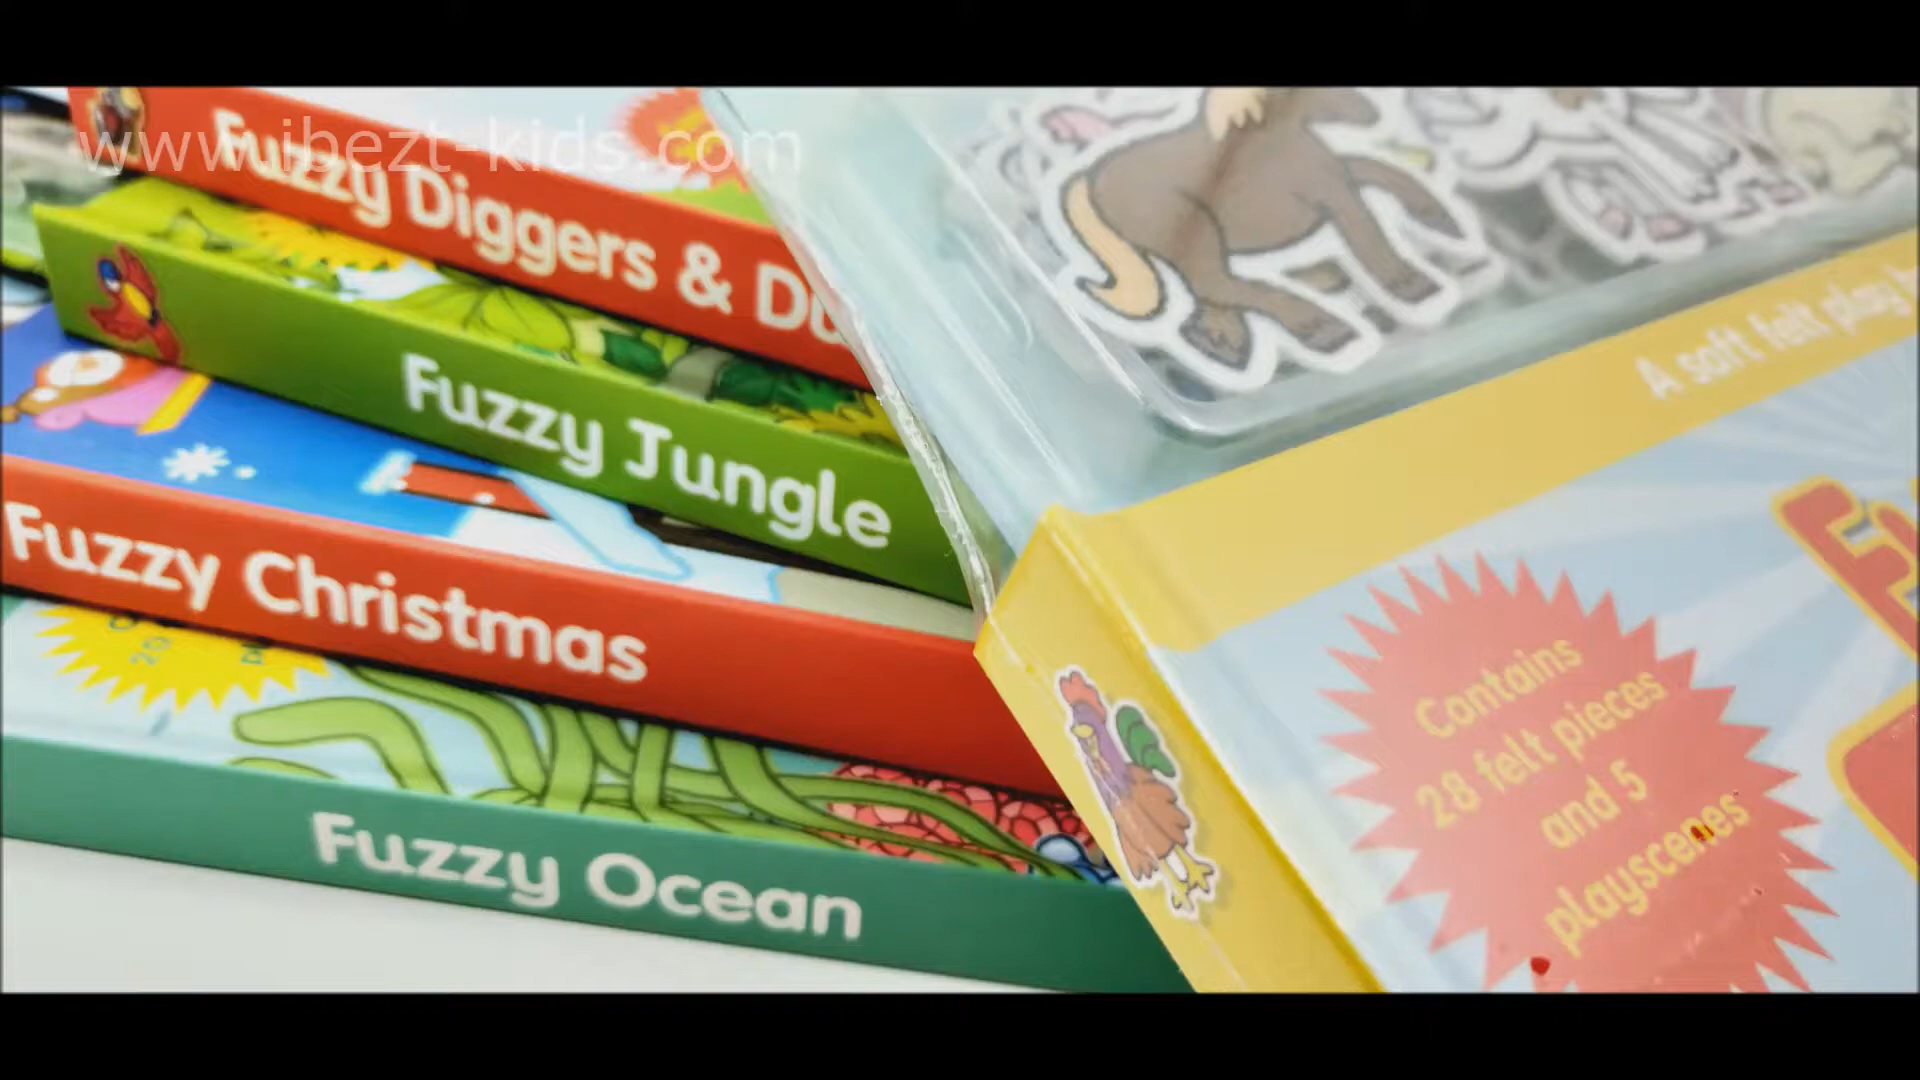 www.ibezt-kids.com
Fuzzy Diggers &
Fuzzy Jungle
Fuzzy Christmas
Fuzzy Ocean
A soft felt play
Contains
28 felt pieces
and 5
playscenes